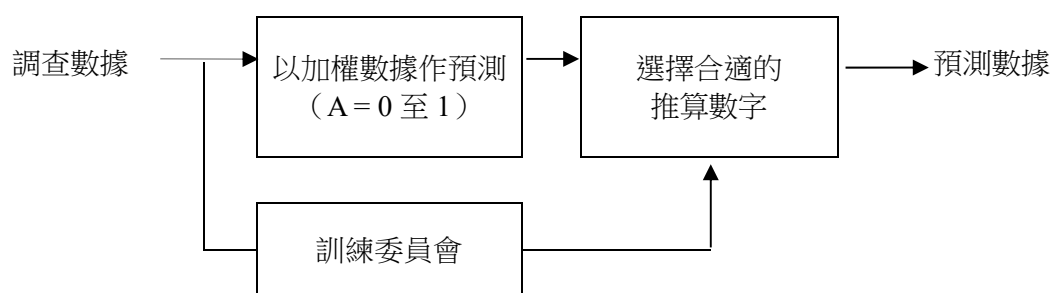 調查數據
以加權數據作預測
（A = 0 至 1）
選擇合適的
推算數字
預測數據
訓練委員會